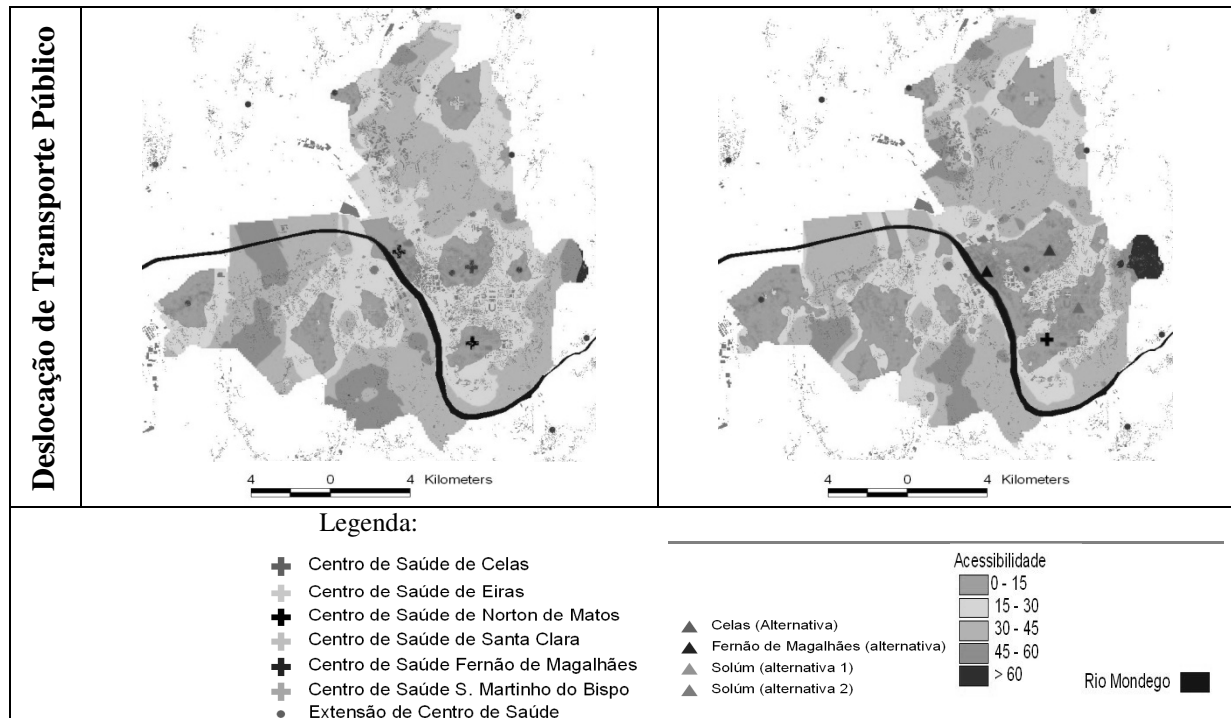 Deslocação de Transporte Público
4 0 4 Kilometers
4 0 4 Kilometers
Legenda:
Centro de Saúde de Celas
Centro de Saúde de Eiras
Centro de Saúde de Norton de Matos
Centro de Saúde de Santa Clara
Centro de Saúde Fernão de Magalhães
Centro de Saúde S. Martinho do Bispo
Extensão de Centro de Saúde
Celas (Alternativa)
Fernão de Magalhães (alternativa)
Solúm (alternativa 1)
Solúm (alternativa 2)
Acessibilidade
0 - 15
15 - 30
30 - 45
45 - 60
> 60
Rio Mondego